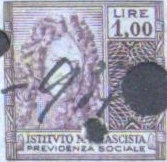 LIRE
1,00
ISTITVTO N. FASCISTA
PREVIDENZA SOCIALE